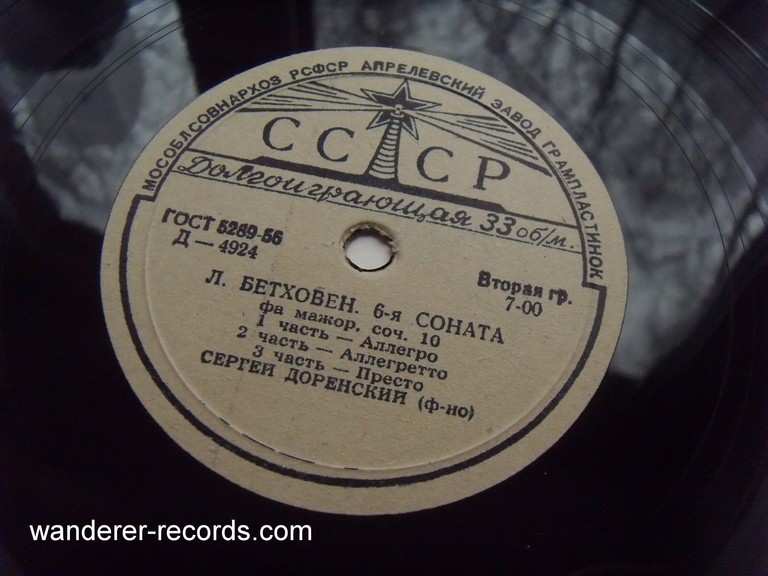 МОСОБЛСОВНАРХОЗ РСФСР АПРЕЛЕВСКИЙ ЗАВОД ГРАМПЛАСТИНОК
СССР
Долгоиграющая 33 об/м.
ГОСТ 5289-56
Д — 4924
Вторая гр.
7-00
Л. БЕТХОВЕН. 6-я СОНАТА
фа мажор, соч. 10
1 часть — Аллегро
2 часть — Аллегретто
3 часть — Престо
СЕРГЕЙ ДОРЕНСКИЙ (ф-но)
wanderer-records.com